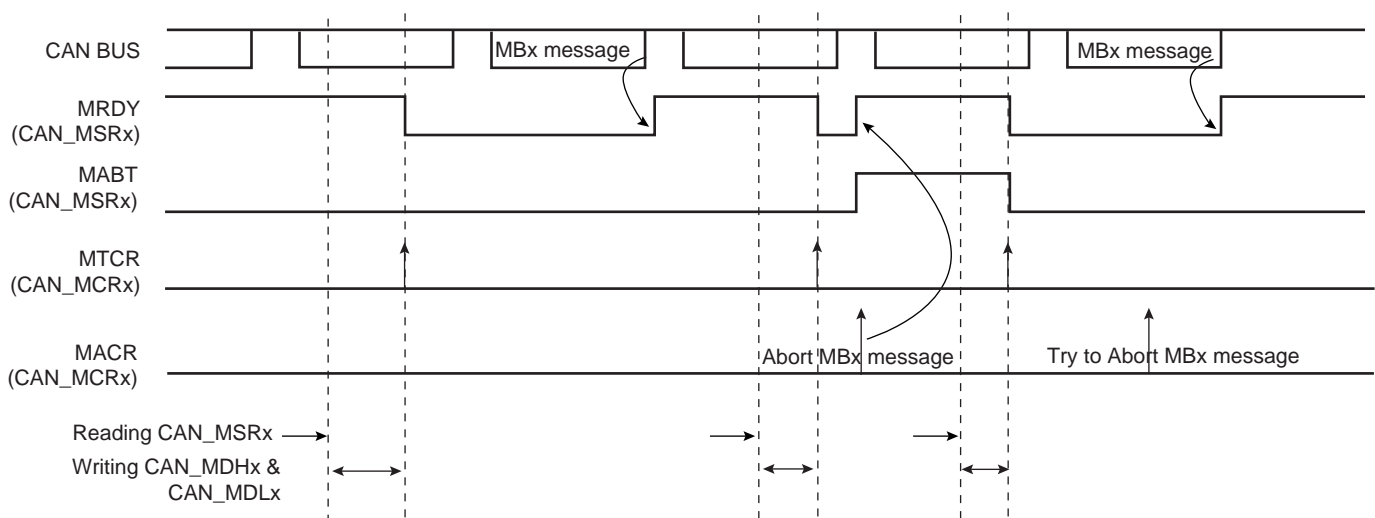 CAN BUS
MBx message
MBx message
MRDY
(CAN_MSRx)
MABT
(CAN_MSRx)
MTCR
(CAN_MCRx)
MACR
(CAN_MCRx)
Abort MBx message
Try to Abort MBx message
Reading CAN_MSRx
Writing CAN_MDHx &
CAN_MDLx